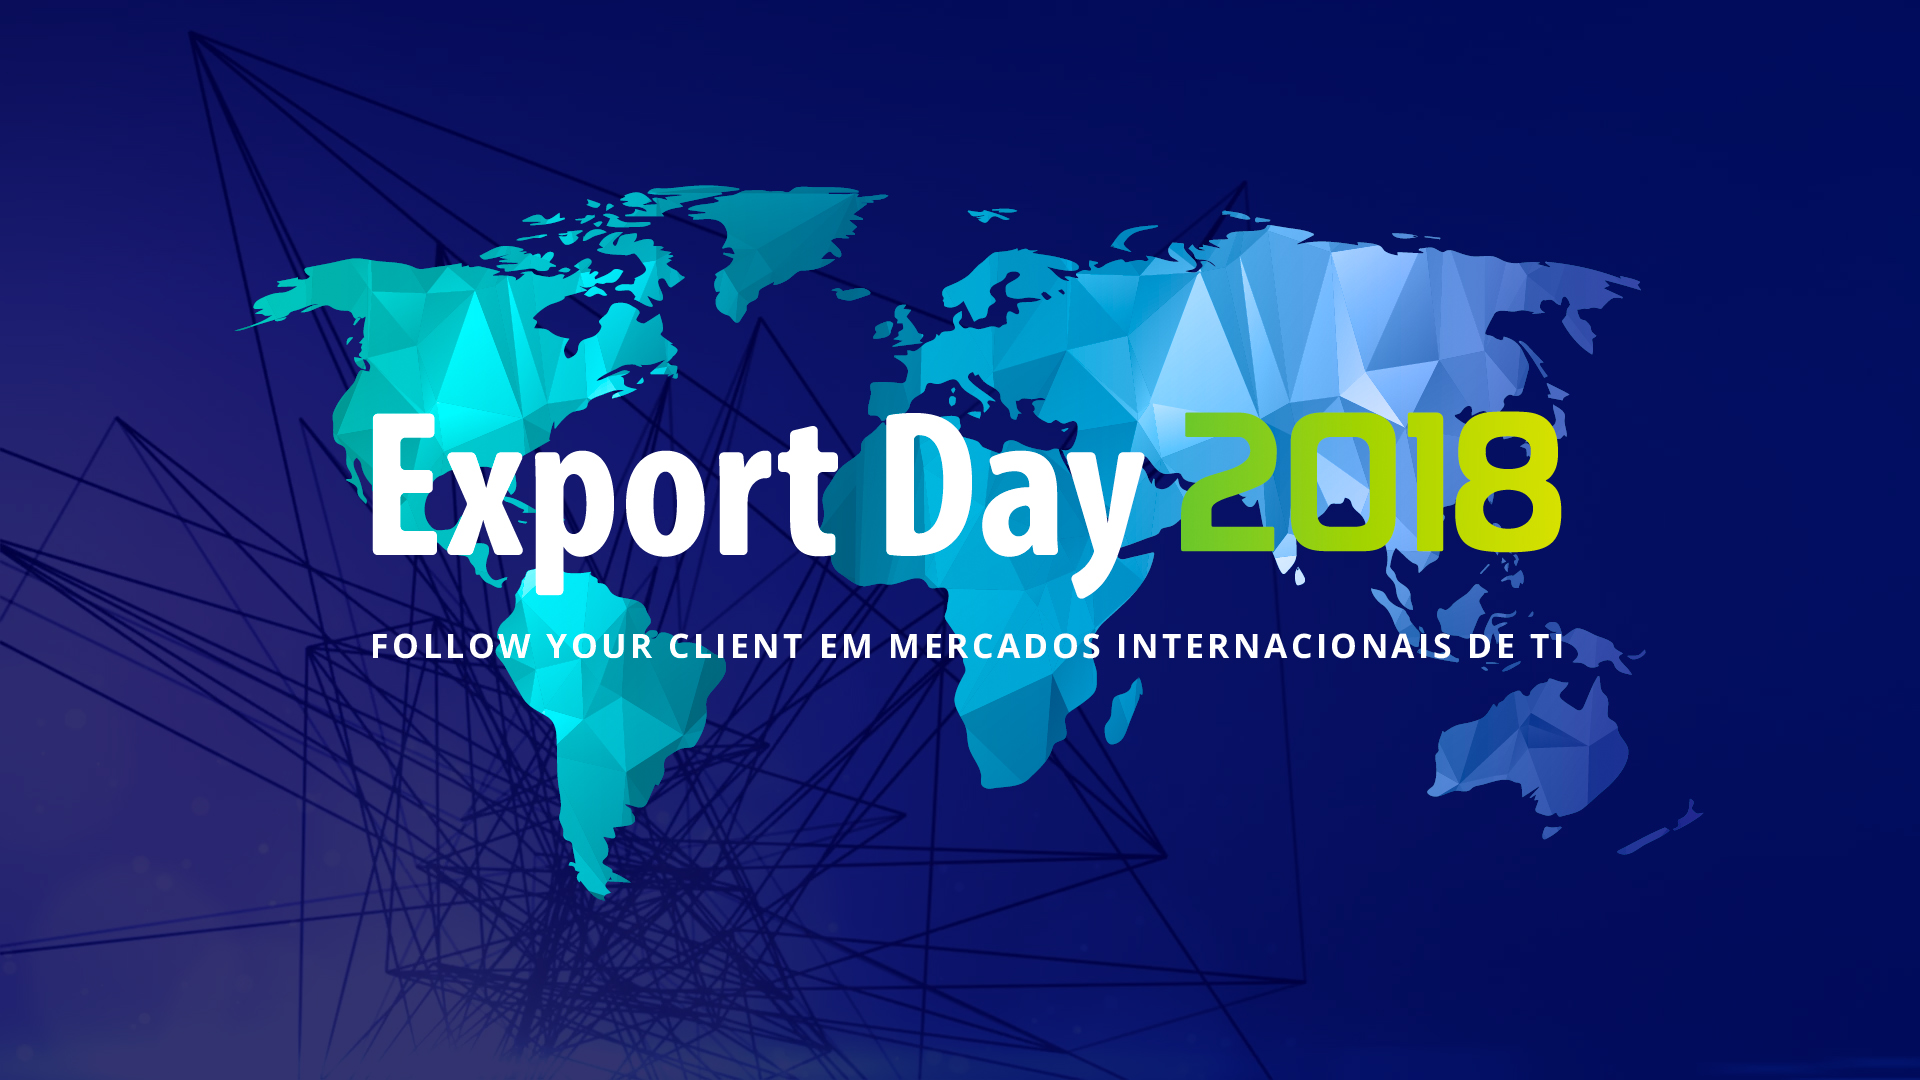 Export Day 2018
FOLLOW YOUR CLIENT EM MERCADOS INTERNACIONAIS DE TI